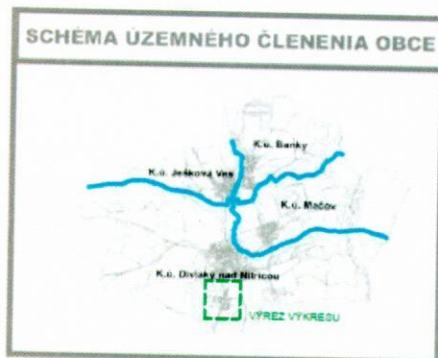 SCHÉMA ÚZEMNÉHO ČLENENIA OBCE
K.ú. Banky
K.ú. Ješkova Ves
K.ú. Mačov
K.ú. Diviaky nad Nitricou
VÝREZ VÝKRESU